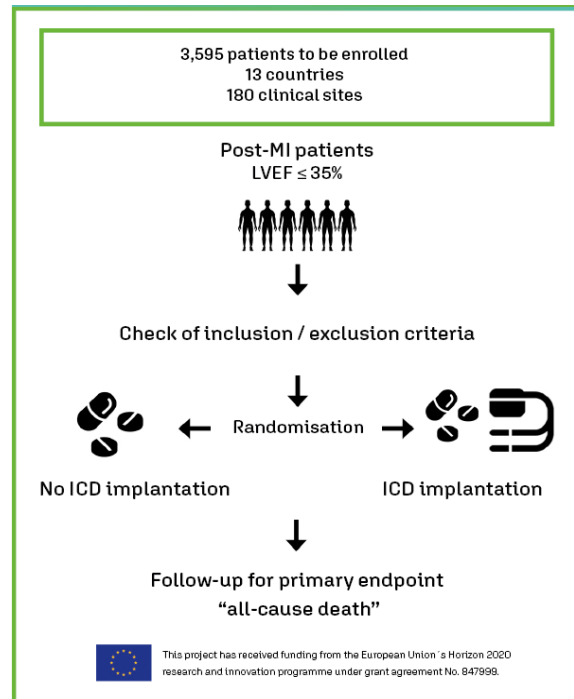 3,595 patients to be enrolled
13 countries
180 clinical sites
Post-MI patients
LVEF ≤ 35%
Check of inclusion / exclusion criteria
Randomisation
No ICD implantation
ICD implantation
Follow-up for primary endpoint
“all-cause death”
This project has received funding from the European Union´s Horizon 2020
research and innovation programme under grant agreement No. 847999.